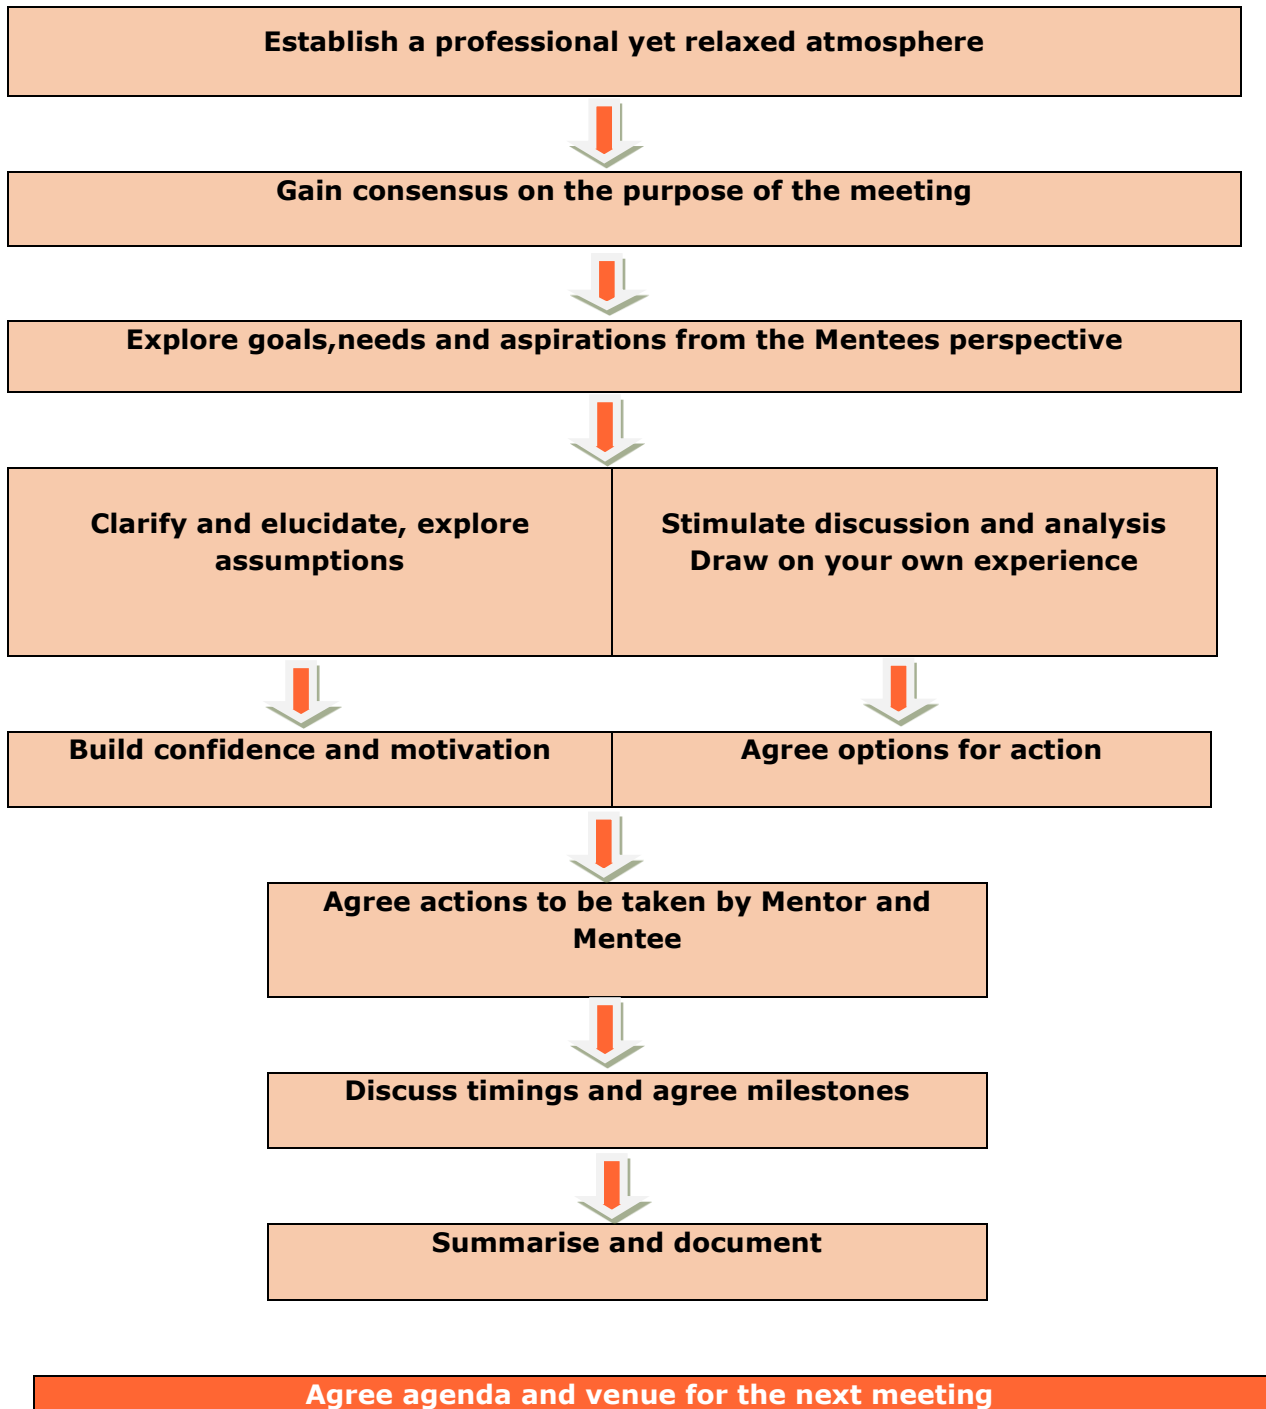 Establish a professional yet relaxed atmosphere
Gain consensus on the purpose of the meeting
Explore goals,needs and aspirations from the Mentees perspective
Clarify and elucidate, explore
assumptions
Stimulate discussion and analysis
Draw on your own experience
Build confidence and motivation
Agree options for action
Agree actions to be taken by Mentor and
Mentee
Discuss timings and agree milestones
Summarise and document
Agree agenda and venue for the next meeting